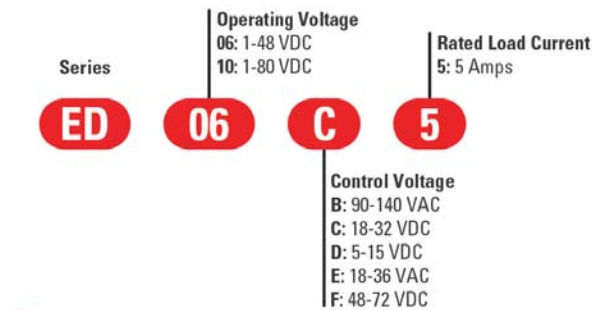 Operating Voltage
06: 1-48 VDC
10: 1-80 VDC
Rated Load Current
5: 5 Amps
Series
ED
06
C
5
Control Voltage
B: 90-140 VAC
C: 18-32 VDC
D: 5-15 VDC
E: 18-36 VAC
F: 48-72 VDC